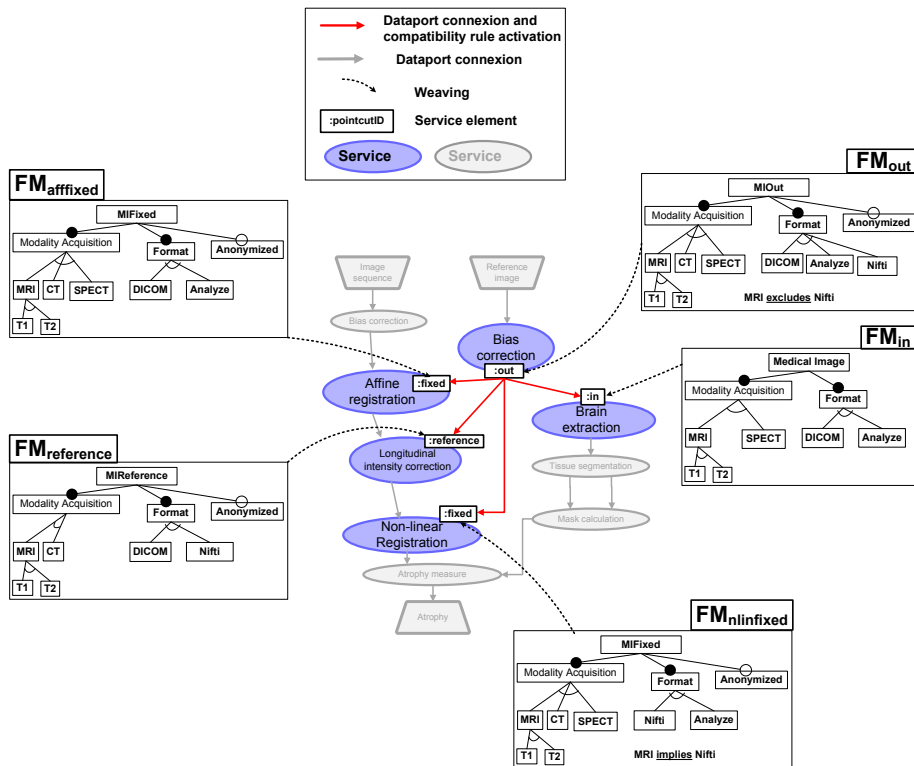 Dataport connexion and
compatibility rule activation
Dataport connexion
Weaving
:pointcutID
Service element
Service
Service
FMafffixed
MIFixed
Modality Acquisition
Format
Anonymized
MRI
CT
SPECT
DICOM
Analyze
T1
T2
FMout
MIOut
Modality Acquisition
Format
Anonymized
MRI
CT
SPECT
DICOM
Analyze
Nifti
T1
T2
MRI excludes Nifti
Image
sequence
Reference
image
Bias correction
Bias
correction
:out
:fixed
Affine
registration
:in
Brain
extraction
:reference
Longitudinal
intensity correction
Tissue segmentation
:fixed
Non-linear
Registration
Mask calculation
Atrophy measure
Atrophy
FMin
Medical Image
Modality Acquisition
Format
MRI
SPECT
DICOM
Analyze
T1
T2
FMreference
MIReference
Modality Acquisition
Format
Anonymized
MRI
CT
DICOM
Nifti
T1
T2
FMnlinfixed
MIFixed
Modality Acquisition
Format
Anonymized
MRI
CT
SPECT
Nifti
Analyze
T1
T2
MRI implies Nifti